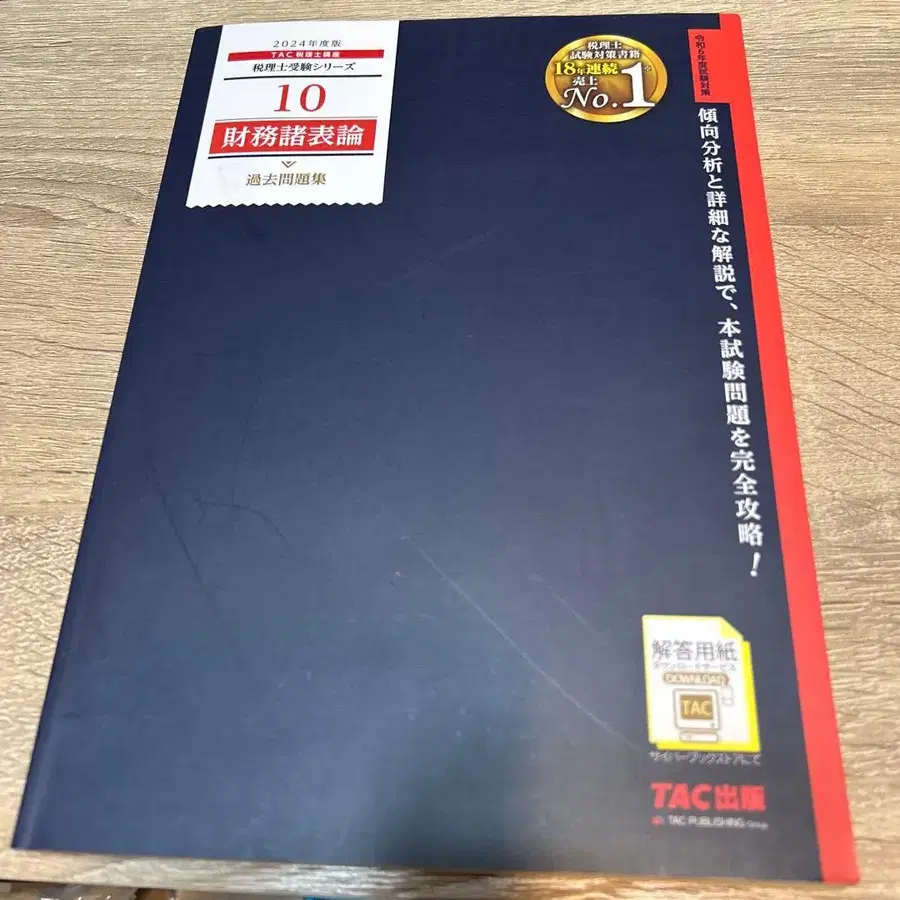 2024年度版
TAC 税理士講座
税理士受験シリーズ
10
財務諸表論
過去問題集
税理士
試験対策書籍
18年連続
売上
No.1※
令和6年度試験対策
傾向分析と詳細な解説で、本試験問題を完全攻略!
解答用紙
ダウンロードサービス
DOWNLOAD
TAC
サイバーブックストアにて
TAC出版
TAC PUBLISHING Group